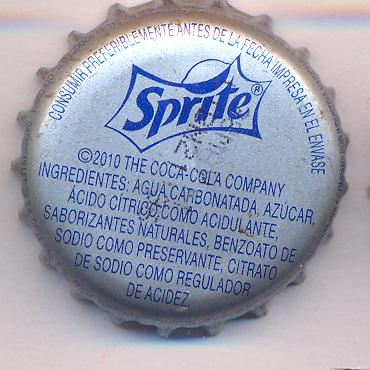 CONSUMIR PREFERIBLEMENTE ANTES DE LA FECHA IMPRESA EN EL ENVASE
Sprite®
©2010 THE COCA-COLA COMPANY
INGREDIENTES: AGUA CARBONATADA, AZÚCAR,
ÁCIDO CÍTRICO COMO ACIDULANTE,
SABORIZANTES NATURALES, BENZOATO DE
SODIO COMO PRESERVANTE, CITRATO
DE SODIO COMO REGULADOR
DE ACIDEZ.